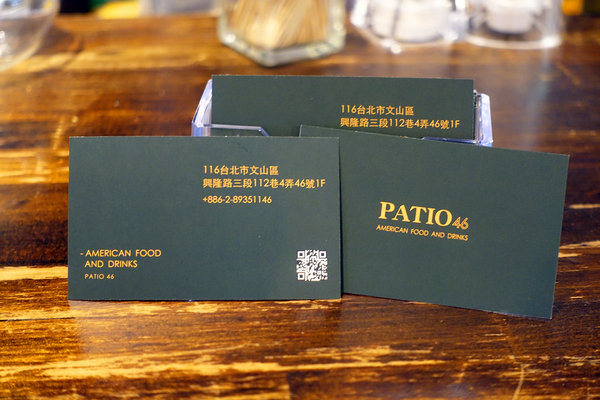 116台北市文山區
興隆路三段112巷4弄46號1F
116台北市文山區
興隆路三段112巷4弄46號1F
+886-2-89351146
- AMERICAN FOOD
AND DRINKS
PATIO 46
PATIO46
AMERICAN FOOD AND DRINKS